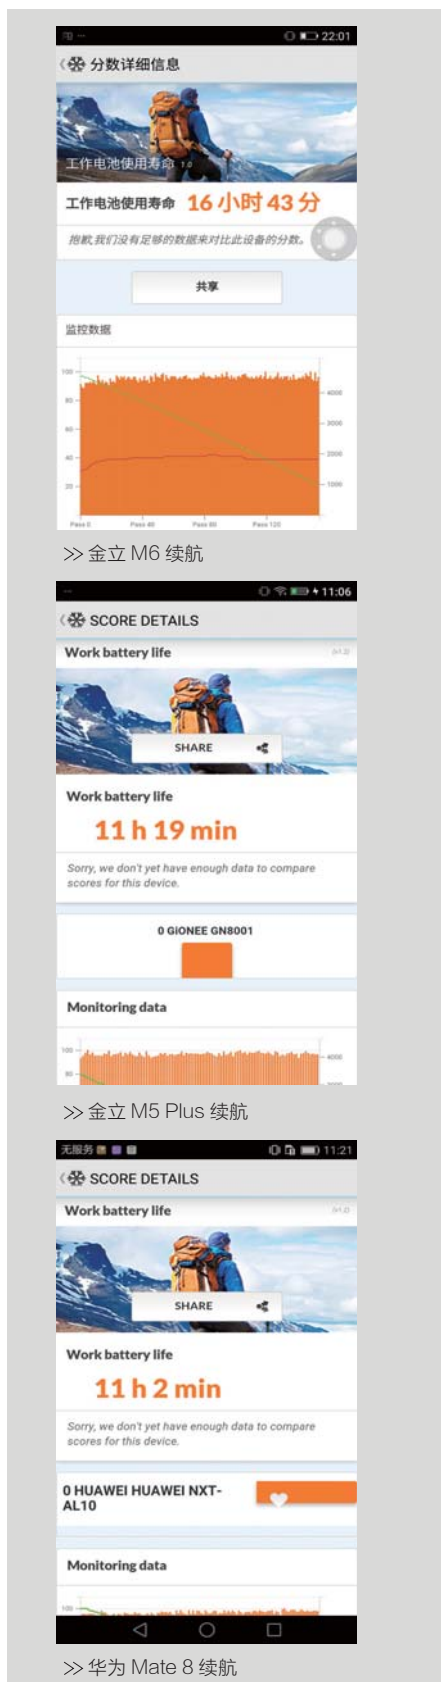 22:01
分数详细信息
工作电池使用寿命 1.0
工作电池使用寿命 16 小时 43 分
抱歉,我们没有足够的数据来对比此设备的分数。
共享
监控数据
100
80
60
40
20
4000
3000
2000
1000
Pass 0 Pass 40 Pass 80 Pass 120
>> 金立 M6 续航
11:06
SCORE DETAILS
Work battery life
SHARE
Work battery life
11 h 19 min
Sorry, we don't yet have enough data to compare
scores for this device.
0 GiONEE GN8001
Monitoring data
100
80
4000
>> 金立 M5 Plus 续航
无服务 11:21
SCORE DETAILS
Work battery life
SHARE
Work battery life
11 h 2 min
Sorry, we don't yet have enough data to compare
scores for this device.
0 HUAWEI HUAWEI NXT-
AL10
Monitoring data
100
>> 华为 Mate 8 续航